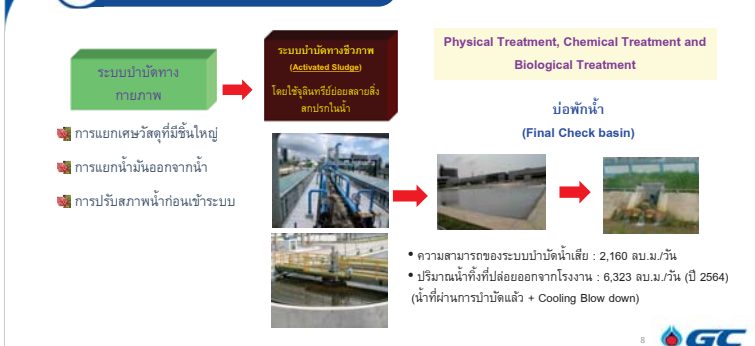 ระบบบำบัดทาง
กายภาพ
การแยกเศษวัสดุที่มีชิ้นใหญ่
การแยกน้ำมันออกจากน้ำ
การปรับสภาพน้ำก่อนเข้าระบบ
ระบบบำบัดทางชีวภาพ
(Activated Sludge)
โดยใช้จุลินทรีย์ย่อยสลายสิ่ง
สกปรกในน้ำ
Physical Treatment, Chemical Treatment and
Biological Treatment
บ่อพักน้ำ
(Final Check basin)
• ความสามารถของระบบบำบัดน้ำเสีย : 2,160 ลบ.ม./วัน
• ปริมาณน้ำทิ้งที่ปล่อยออกจากโรงงาน : 6,323 ลบ.ม./วัน (ปี 2564)
(น้ำที่ผ่านการบำบัดแล้ว + Cooling Blow down)
8
GC